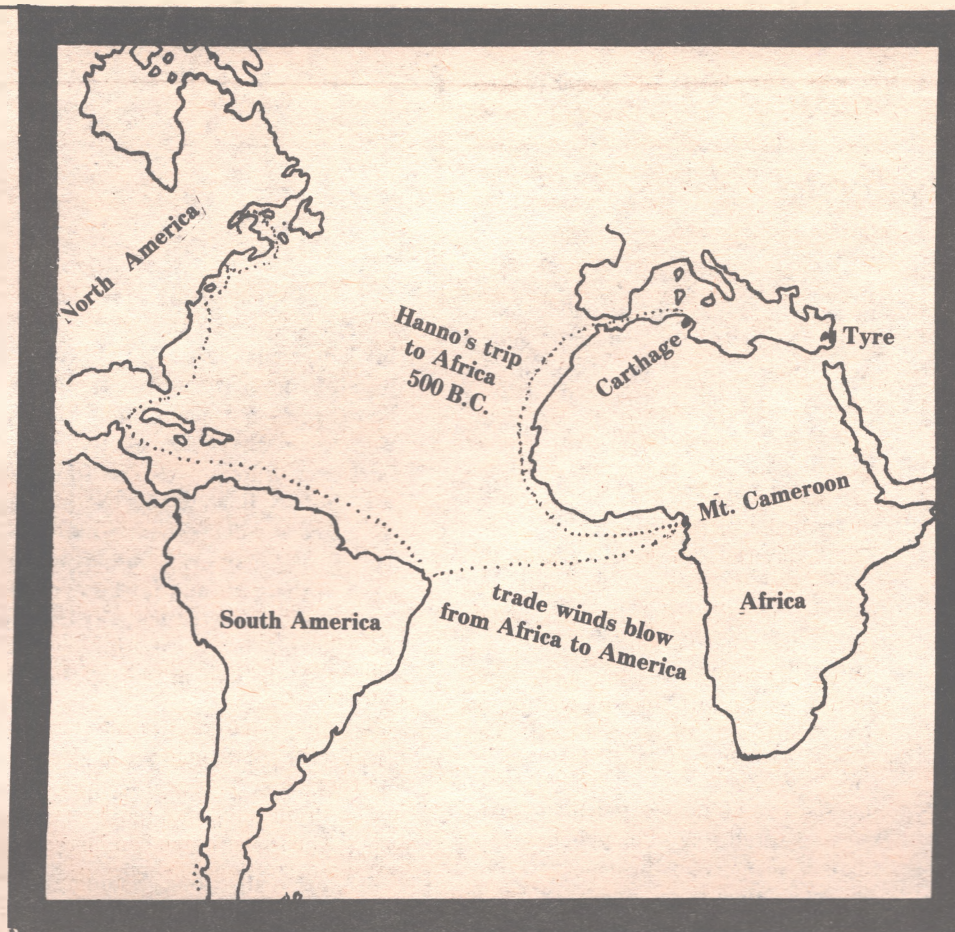 North America
Hanno's trip
to Africa
500 B.C.
Carthage
Tyre
Mt. Cameroon
trade winds blow
from Africa to America
South America
Africa